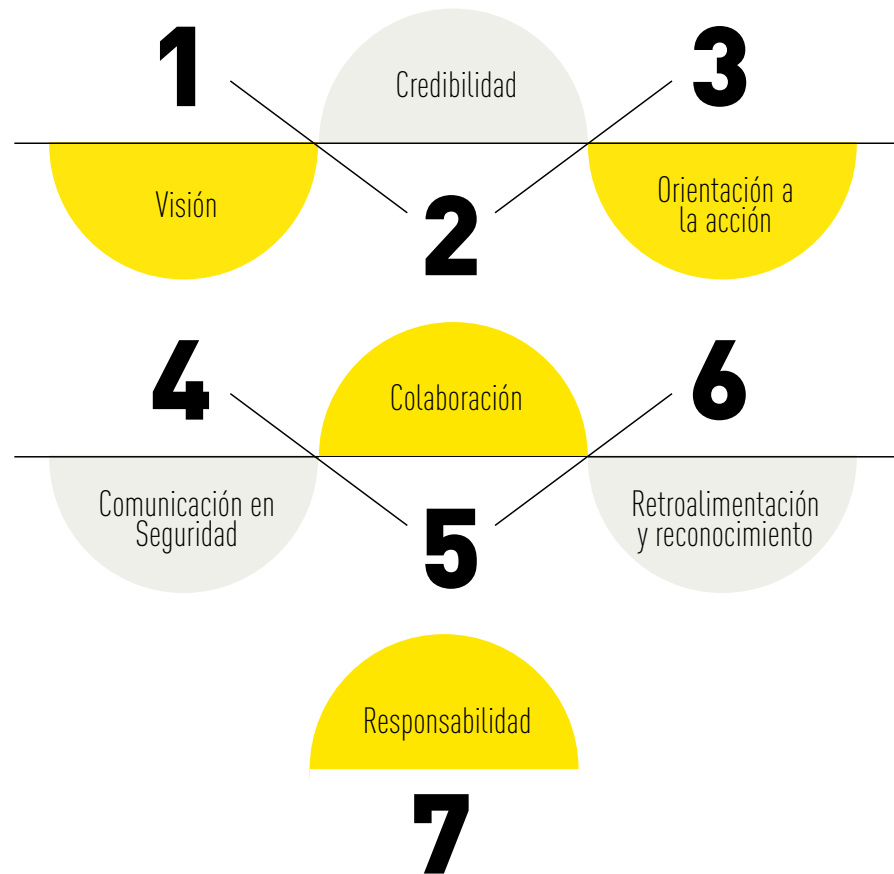 1
Credibilidad
3
Visión
2
Orientación a
la acción
4
Colaboración
6
Comunicación en
Seguridad
5
Retroalimentación
y reconocimiento
Responsabilidad
7